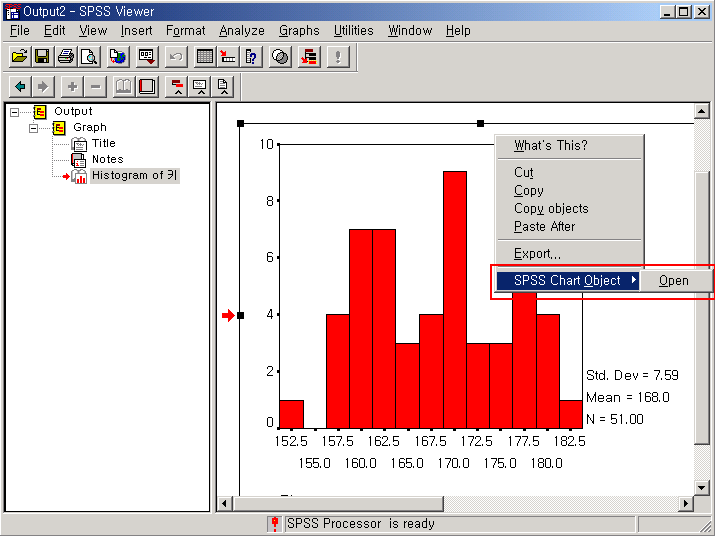 Output2 - SPSS Viewer
File Edit View Insert Format Analyze Graphs Utilities Window Help
Output
Graph
Title
Notes
Histogram of 키
What's This?
Cut
Copy
Copy objects
Paste After
Export...
SPSS Chart Object
Open
10
8
6
4
2
0
152.5 157.5 162.5 167.5 172.5 177.5 182.5
155.0 160.0 165.0 170.0 175.0 180.0
Std. Dev = 7.59
Mean = 168.0
N = 51.00
SPSS Processor is ready